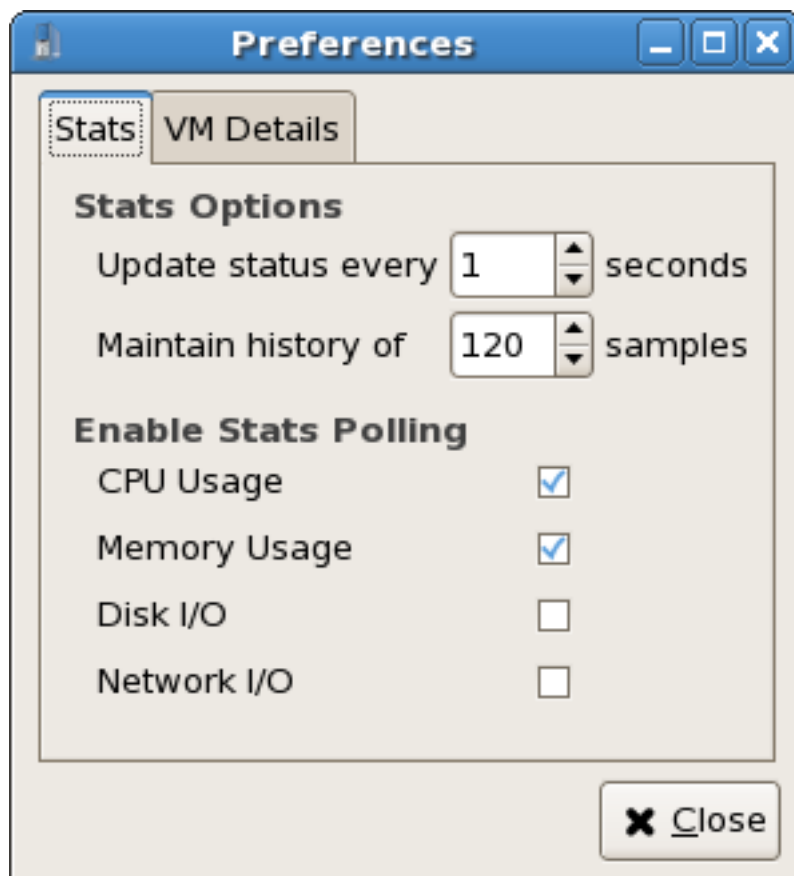 Preferences
Stats VM Details
Stats Options
Update status every 1 seconds
Maintain history of 120 samples
Enable Stats Polling
CPU Usage
Memory Usage
Disk I/O
Network I/O
Close